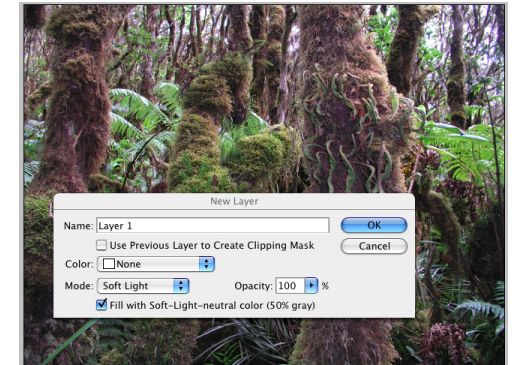 New Layer
Name: Layer 1
OK
Use Previous Layer to Create Clipping Mask
Cancel
Color: None
Mode: Soft Light Opacity: 100 %
Fill with Soft-Light-neutral color (50% gray)